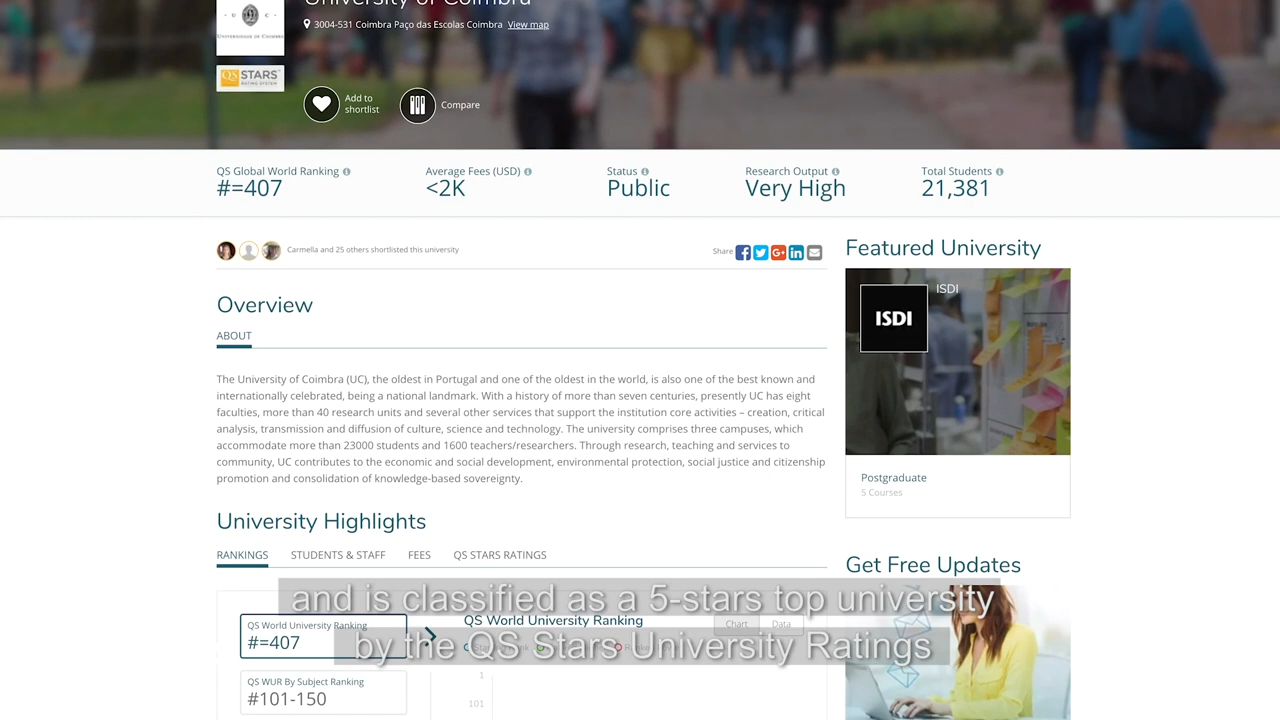 University of Coimbra
· U C ·
UNIVERSIDADE DE COIMBRA
3004-531 Coimbra Paço das Escolas Coimbra View map
QS STARS
RATING SYSTEM
Add to
shortlist
Compare
QS Global World Ranking
#=407
Average Fees (USD)
<2K
Status
Public
Research Output
Very High
Total Students
21,381
Carmella and 25 others shortlisted this university
Share
Overview
ABOUT
The University of Coimbra (UC), the oldest in Portugal and one of the oldest in the world, is also one of the best known and
internationally celebrated, being a national landmark. With a history of more than seven centuries, presently UC has eight
faculties, more than 40 research units and several other services that support the institution core activities – creation, critical
analysis, transmission and diffusion of culture, science and technology. The university comprises three campuses, which
accommodate more than 23000 students and 1600 teachers/researchers. Through research, teaching and services to
community, UC contributes to the economic and social development, environmental protection, social justice and citizenship
promotion and consolidation of knowledge-based sovereignty.
University Highlights
RANKINGS STUDENTS & STAFF FEES QS STARS RATINGS
QS World University Ranking
#=407
QS WUR By Subject Ranking
#101-150
QS World University Ranking
Chart Data
1
101
Featured University
ISDI
ISDI
Postgraduate
5 Courses
Get Free Updates
and is classified as a 5-stars top university
by the QS Stars University Ratings